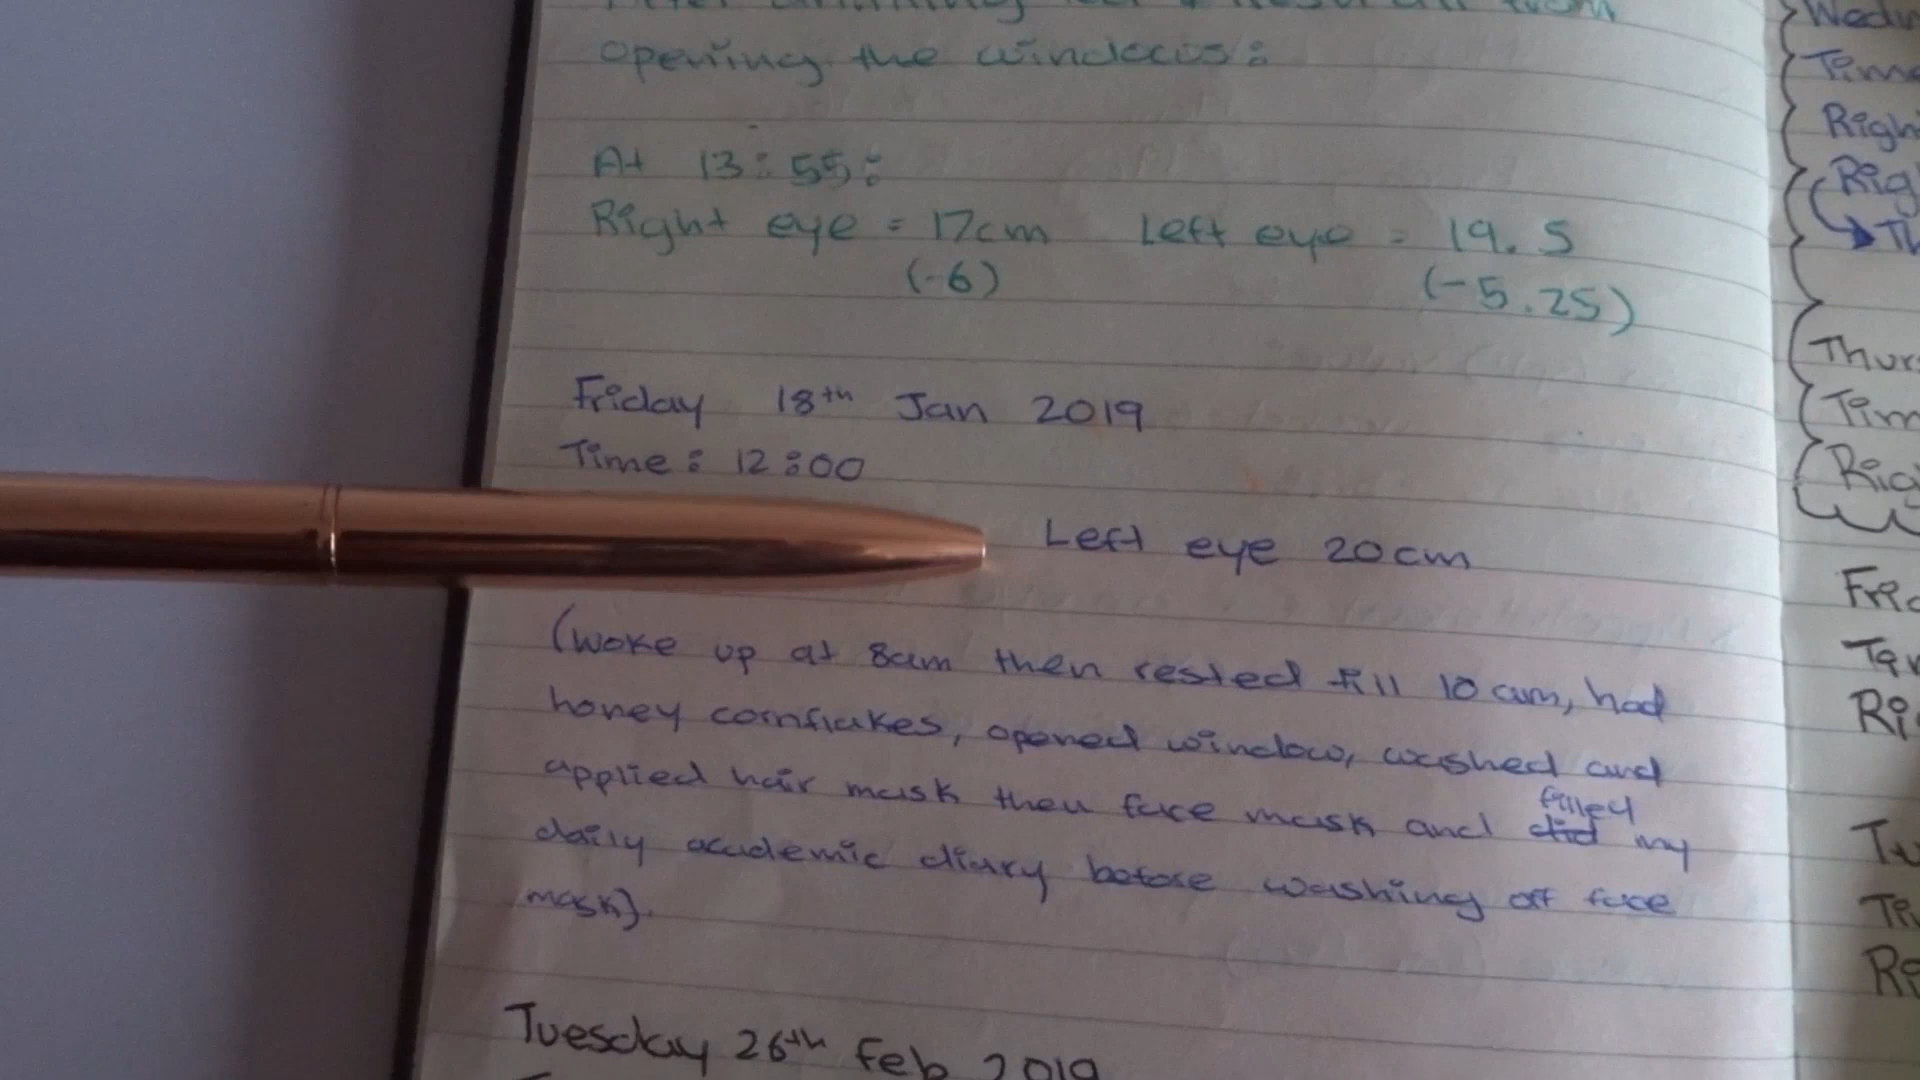 opening the windows:
At 13:55:
Right eye = 17cm Left eye = 19.5
(-6) (-5.25)
Friday 18th Jan 2019
Time: 12:00
Left eye 20cm
(woke up at 8am then rested till 10am, had
honey cornflakes, opened window, washed and
applied hair mask then face mask and did filled my
daily academic diary before washing off face
mask).
Tuesday 26th Feb 2019
Thurs
Right